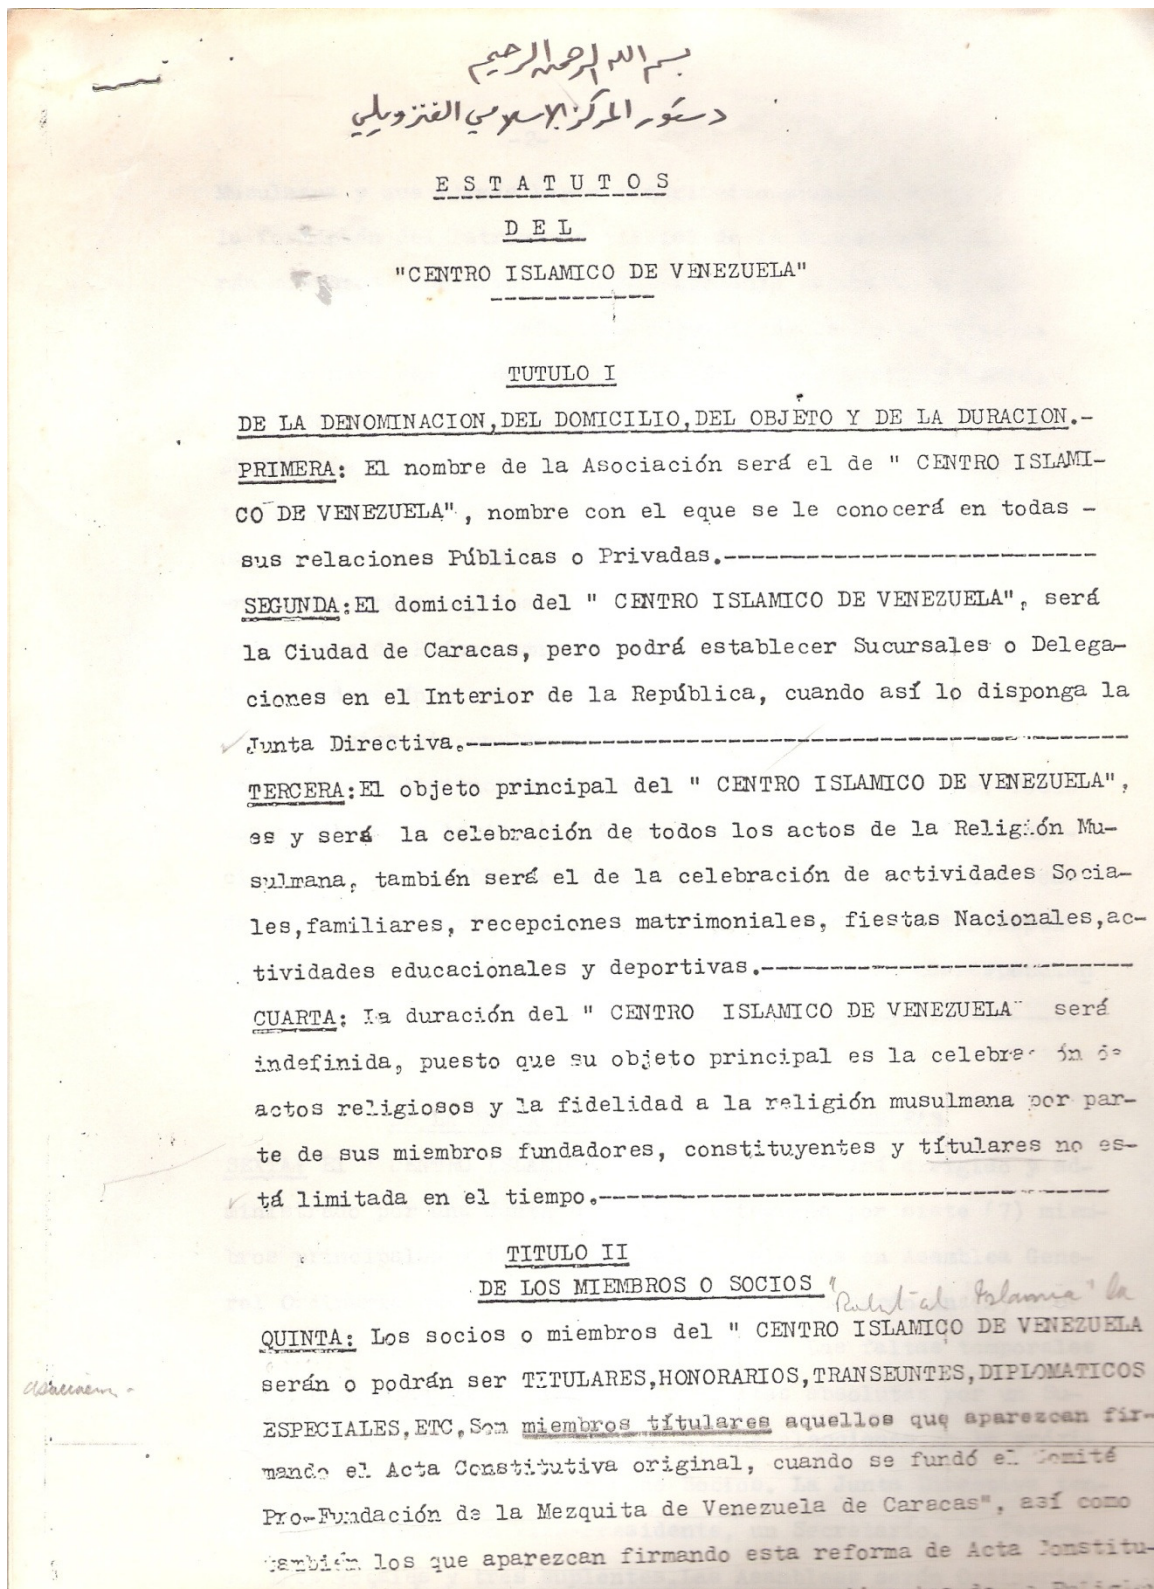 بسم الله الرحمن الرحيم
دستور المركز الإسلامي الفنزويلي
E S T A T U T O S
D E L
"CENTRO ISLAMICO DE VENEZUELA"
TUTULO I
DE LA DENOMINACION,DEL DOMICILIO,DEL OBJETO Y DE LA DURACION.-
PRIMERA: El nombre de la Asociación será el de " CENTRO ISLAMI-
CO DE VENEZUELA", nombre con el eque se le conocerá en todas -
sus relaciones Públicas o Privadas.----------------------------
SEGUNDA:El domicilio del " CENTRO ISLAMICO DE VENEZUELA", será
la Ciudad de Caracas, pero podrá establecer Sucursales o Delega-
ciones en el Interior de la República, cuando así lo disponga la
Junta Directiva.-------------------------------------------------
TERCERA:El objeto principal del " CENTRO ISLAMICO DE VENEZUELA",
es y será la celebración de todos los actos de la Religión Mu-
sulmana, también será el de la celebración de actividades Socia-
les,familiares, recepciones matrimoniales, fiestas Nacionales,ac-
tividades educacionales y deportivas.----------------------------
CUARTA: La duración del " CENTRO ISLAMICO DE VENEZUELA" será
indefinida, puesto que su objeto principal es la celebración de
actos religiosos y la fidelidad a la religión musulmana por par-
te de sus miembros fundadores, constituyentes y títulares no es-
tá limitada en el tiempo.--------------------------------------
TITULO II
DE LOS MIEMBROS O SOCIOS
"Rabital Islamia" la
QUINTA: Los socios o miembros del " CENTRO ISLAMICO DE VENEZUELA
serán o podrán ser TITULARES,HONORARIOS,TRANSEUNTES,DIPLOMATICOS
ESPECIALES,ETC,Son miembros títulares aquellos que aparezcan fir-
mando el Acta Constitutiva original, cuando se fundó el Comité
Pro-Fundación de la Mezquita de Venezuela de Caracas", así como
también los que aparezcan firmando esta reforma de Acta Constitu-